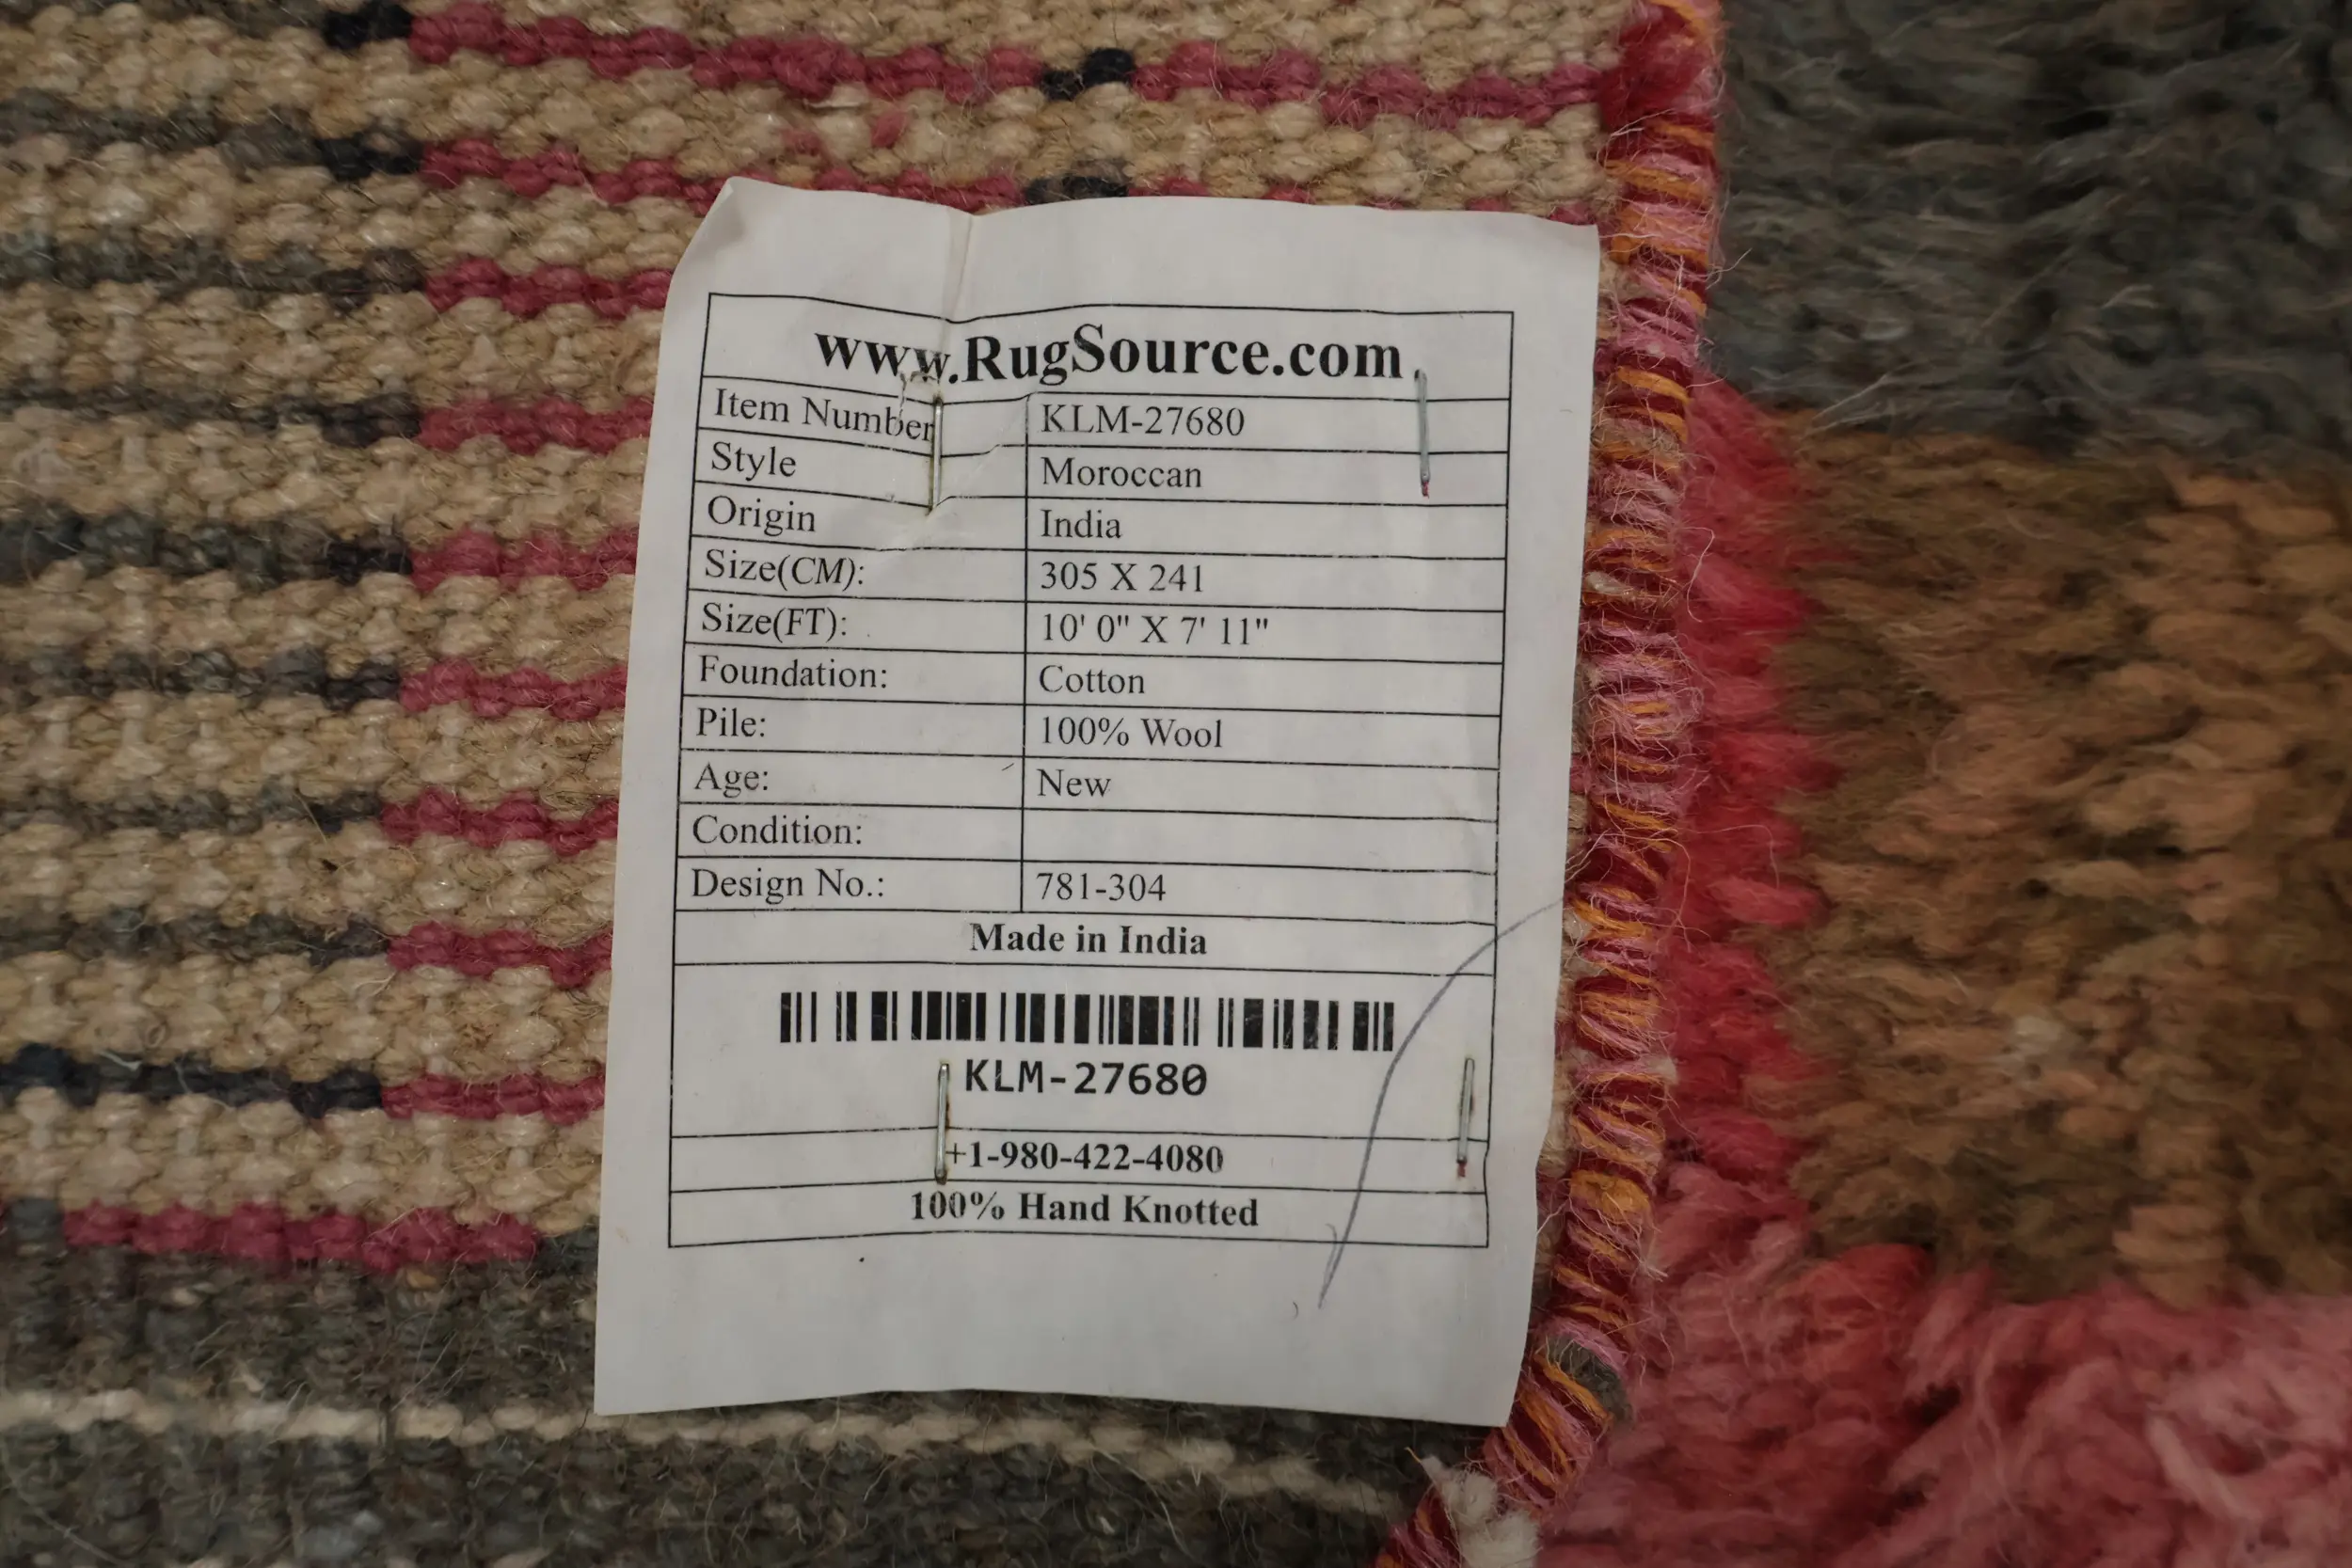 www.RugSource.com
Item Number KLM-27680
Style Moroccan
Origin India
Size(CM): 305 X 241
Size(FT): 10' 0" X 7' 11"
Foundation: Cotton
Pile: 100% Wool
Age: New
Condition:
Design No.: 781-304
Made in India
KLM-27680
+1-980-422-4080
100% Hand Knotted